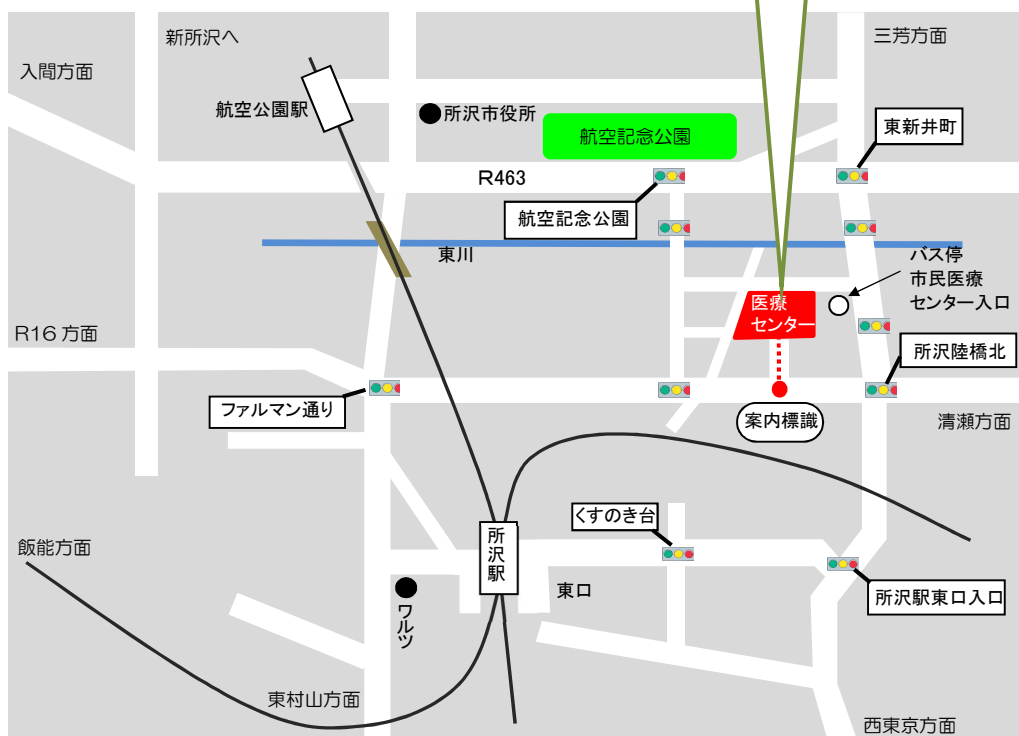 新所沢へ
三芳方面
入間方面
航空公園駅
所沢市役所
東新井町
航空記念公園
R463
航空記念公園
東川
バス停
市民医療
センター入口
医療
センター
R16方面
所沢陸橋北
ファルマン通り
案内標識
清瀬方面
くすのき台
所沢駅
飯能方面
東口
所沢駅東口入口
ワルツ
東村山方面
西東京方面